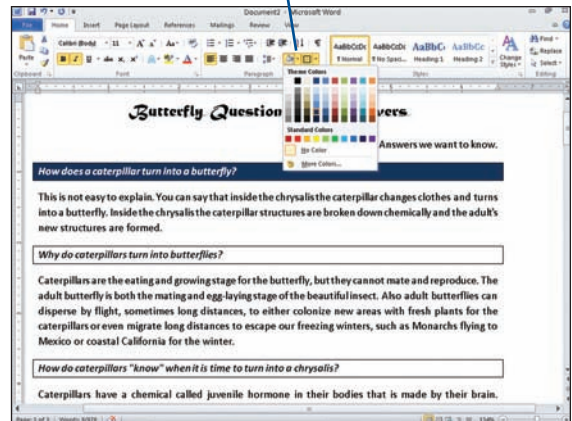 Document2 - Microsoft Word
File Home Insert Page Layout References Mailings Review View
Calibri (Body) 11
Paste
B I U abc
AaBbCcDc AaBbCcDc AaBbC AaBbCc
¶ Normal ¶ No Spaci... Heading 1 Heading 2
Change Styles
Find
Replace
Select
Clipboard Font Paragraph Styles Editing
Theme Colors
Standard Colors
No Color
More Colors...
Butterfly Question vers
Answers we want to know.
How does a caterpillar turn into a butterfly?
This is not easy to explain. You can say that inside the chrysalis the caterpillar changes clothes and turns
into a butterfly. Inside the chrysalis the caterpillar structures are broken down chemically and the adult's
new structures are formed.
Why do caterpillars turn into butterflies?
Caterpillars are the eating and growing stage for the butterfly, but they cannot mate and reproduce. The
adult butterfly is both the mating and egg-laying stage of the beautiful insect. Also adult butterflies can
disperse by flight, sometimes long distances, to either colonize new areas with fresh plants for the
caterpillars or even migrate long distances to escape our freezing winters, such as Monarchs flying to
Mexico or coastal California for the winter.
How do caterpillars "know" when it is time to turn into a chrysalis?
Caterpillars have a chemical called juvenile hormone in their bodies that is made by their brain.